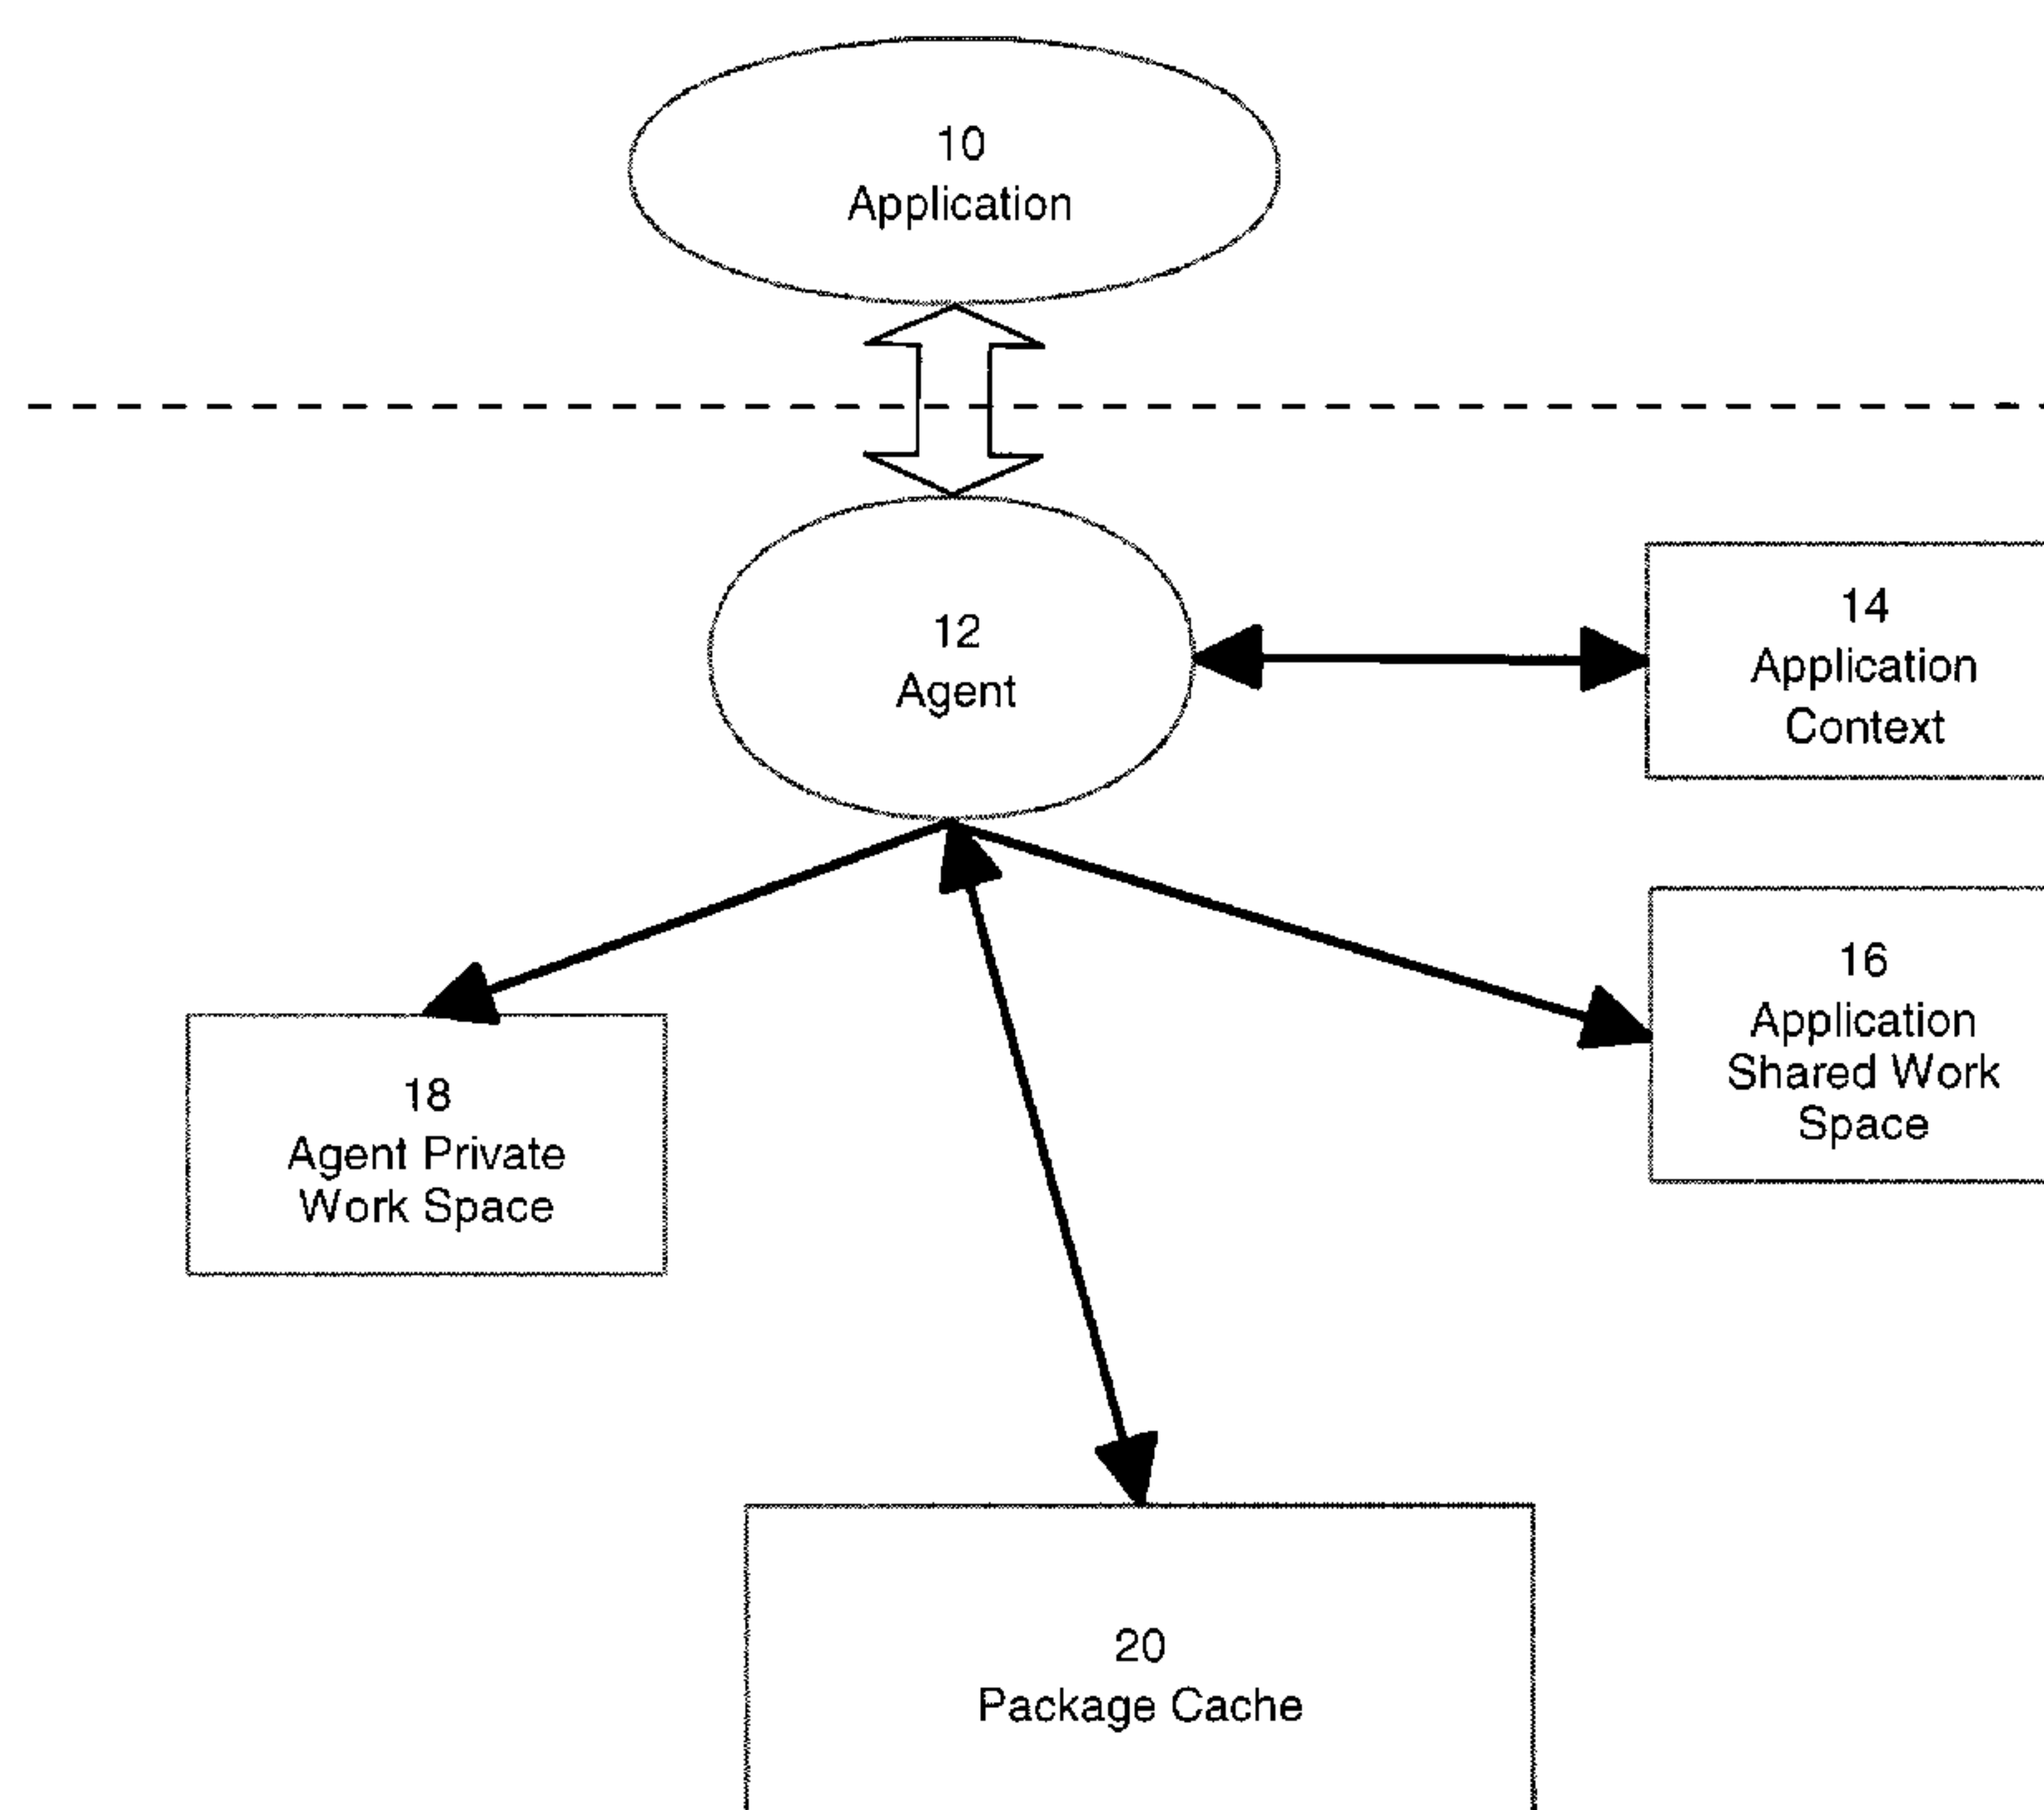 10
Application
12
Agent
14
Application
Context
16
Application
Shared Work
Space
18
Agent Private
Work Space
20
Package Cache